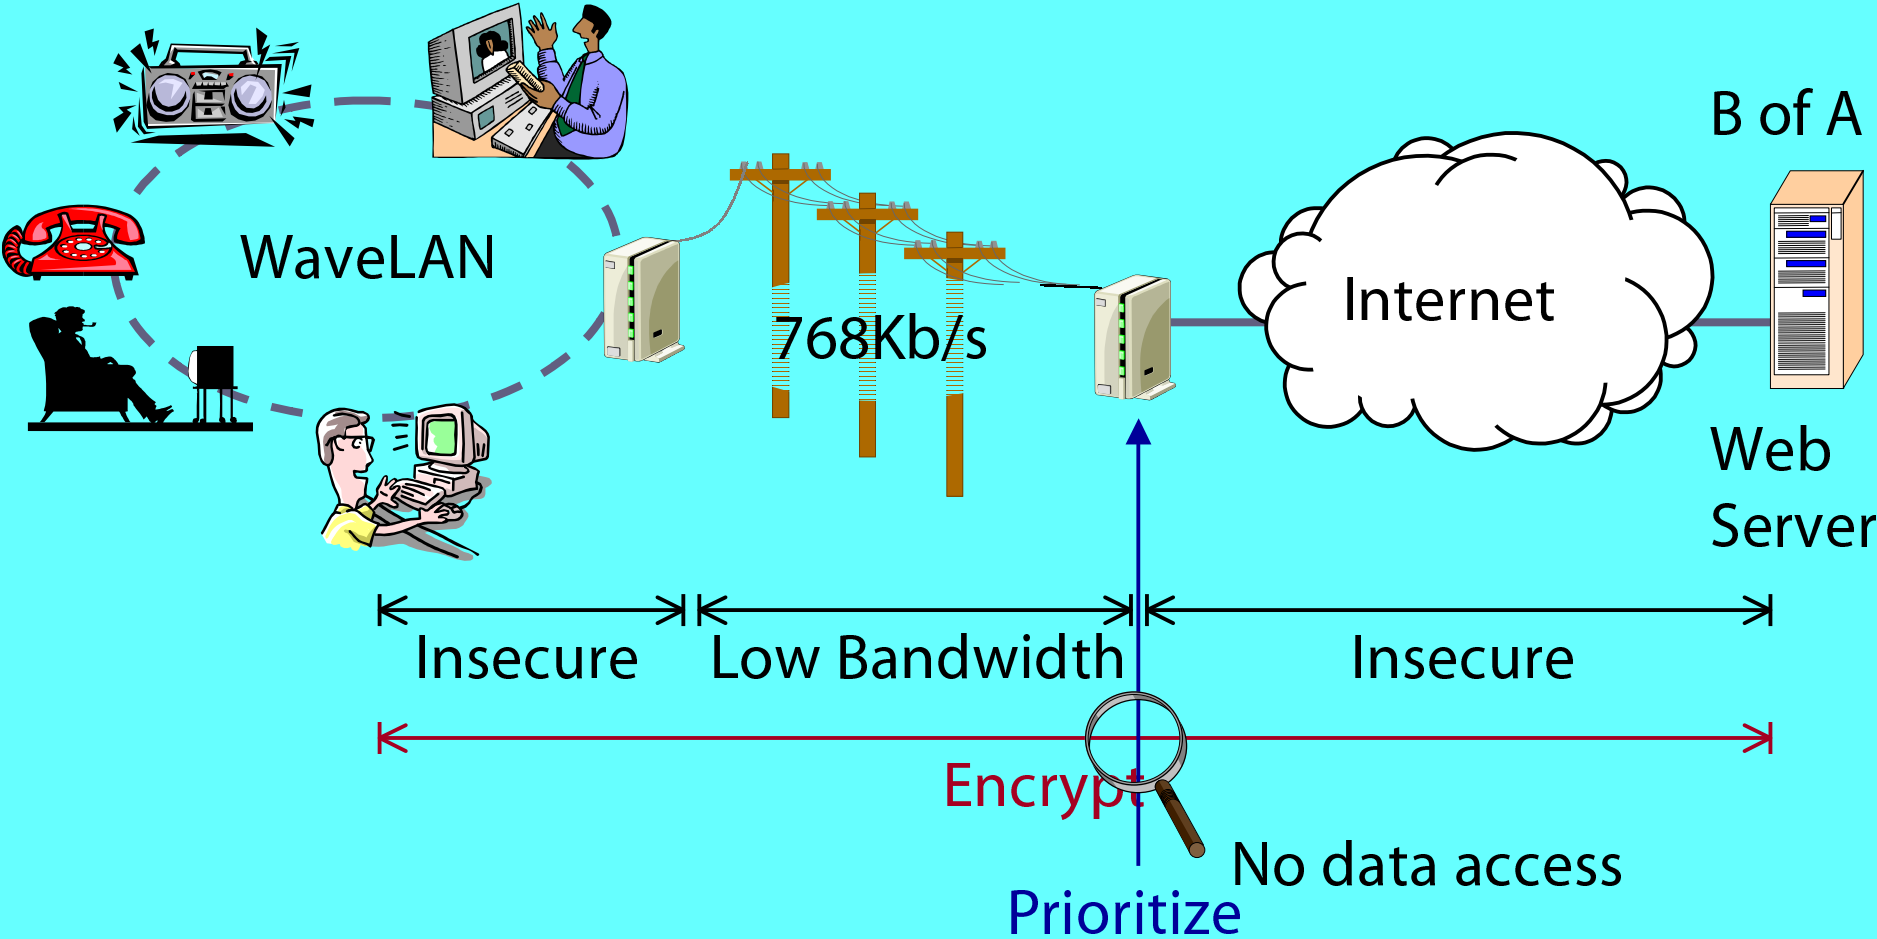 B of A
WaveLAN
Internet
768Kb/s
Web
Server
Insecure
Low Bandwidth
Insecure
Encrypt
No data access
Prioritize